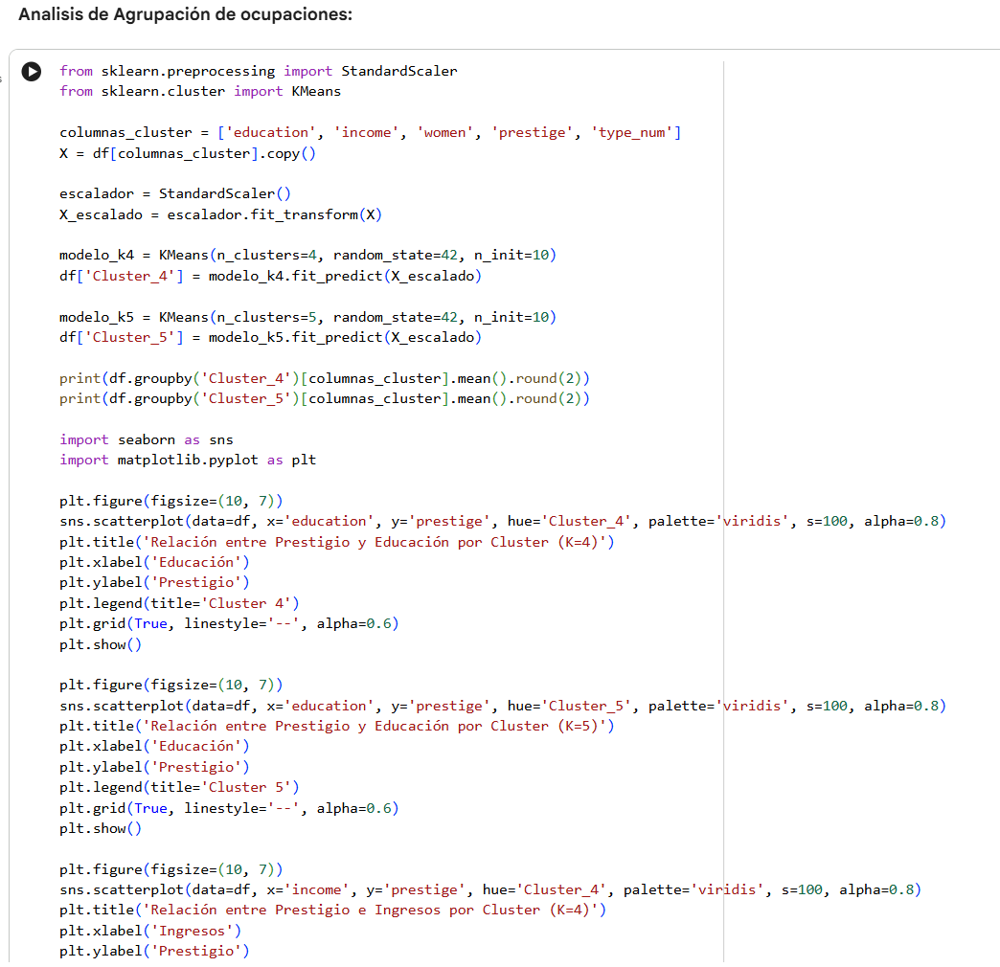 Analisis de Agrupación de ocupaciones:
from sklearn.preprocessing import StandardScaler
from sklearn.cluster import KMeans
columnas_cluster = ['education', 'income', 'women', 'prestige', 'type_num']
X = df[columnas_cluster].copy()
escalador = StandardScaler()
X_escalado = escalador.fit_transform(X)
modelo_k4 = KMeans(n_clusters=4, random_state=42, n_init=10)
df['Cluster_4'] = modelo_k4.fit_predict(X_escalado)
modelo_k5 = KMeans(n_clusters=5, random_state=42, n_init=10)
df['Cluster_5'] = modelo_k5.fit_predict(X_escalado)
print(df.groupby('Cluster_4')[columnas_cluster].mean().round(2))
print(df.groupby('Cluster_5')[columnas_cluster].mean().round(2))
import seaborn as sns
import matplotlib.pyplot as plt
plt.figure(figsize=(10, 7))
sns.scatterplot(data=df, x='education', y='prestige', hue='Cluster_4', palette='viridis', s=100, alpha=0.8)
plt.title('Relación entre Prestigio y Educación por Cluster (K=4)')
plt.xlabel('Educación')
plt.ylabel('Prestigio')
plt.legend(title='Cluster 4')
plt.grid(True, linestyle='--', alpha=0.6)
plt.show()
plt.figure(figsize=(10, 7))
sns.scatterplot(data=df, x='education', y='prestige', hue='Cluster_5', palette='viridis', s=100, alpha=0.8)
plt.title('Relación entre Prestigio y Educación por Cluster (K=5)')
plt.xlabel('Educación')
plt.ylabel('Prestigio')
plt.legend(title='Cluster 5')
plt.grid(True, linestyle='--', alpha=0.6)
plt.show()
plt.figure(figsize=(10, 7))
sns.scatterplot(data=df, x='income', y='prestige', hue='Cluster_4', palette='viridis', s=100, alpha=0.8)
plt.title('Relación entre Prestigio e Ingresos por Cluster (K=4)')
plt.xlabel('Ingresos')
plt.ylabel('Prestigio')